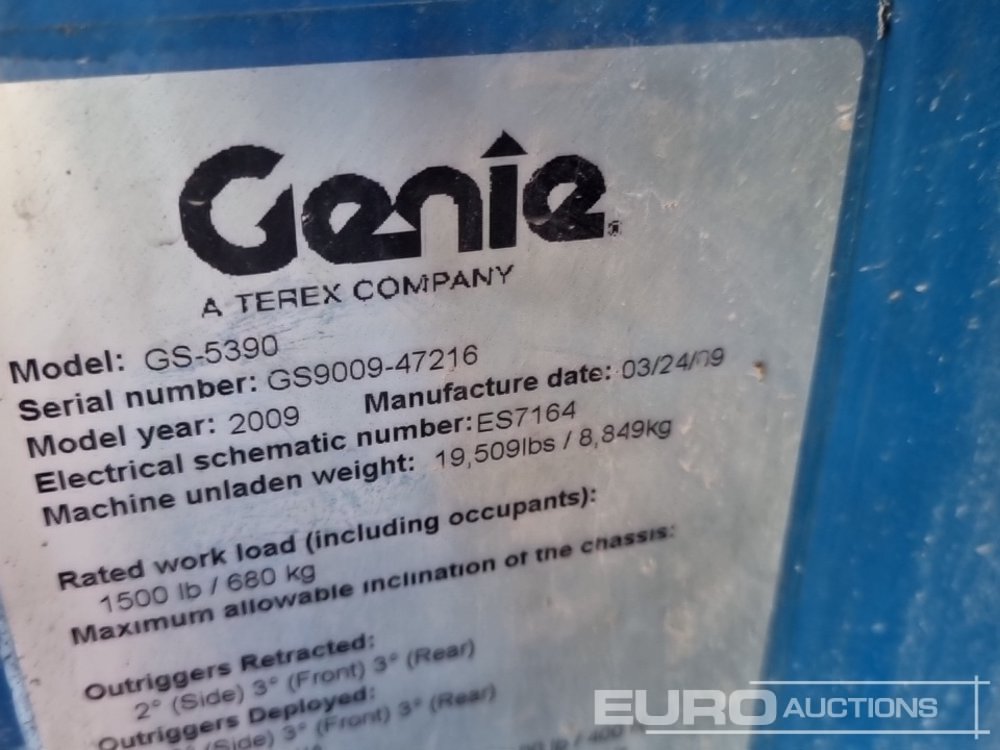 Genie
A TEREX COMPANY
Model: GS-5390
Serial number: GS9009-47216
Model year: 2009 Manufacture date: 03/24/09
Electrical schematic number: ES7164
Machine unladen weight: 19,509lbs / 8,849kg
Rated work load (including occupants):
1500 lb / 680 kg
Maximum allowable inclination of the chassis:
Outriggers Retracted:
2° (Side) 3° (Front) 3° (Rear)
Outriggers Deployed:
(Side) 3° (Front) 3° (Rear)
lb / 400
EURO AUCTIONS